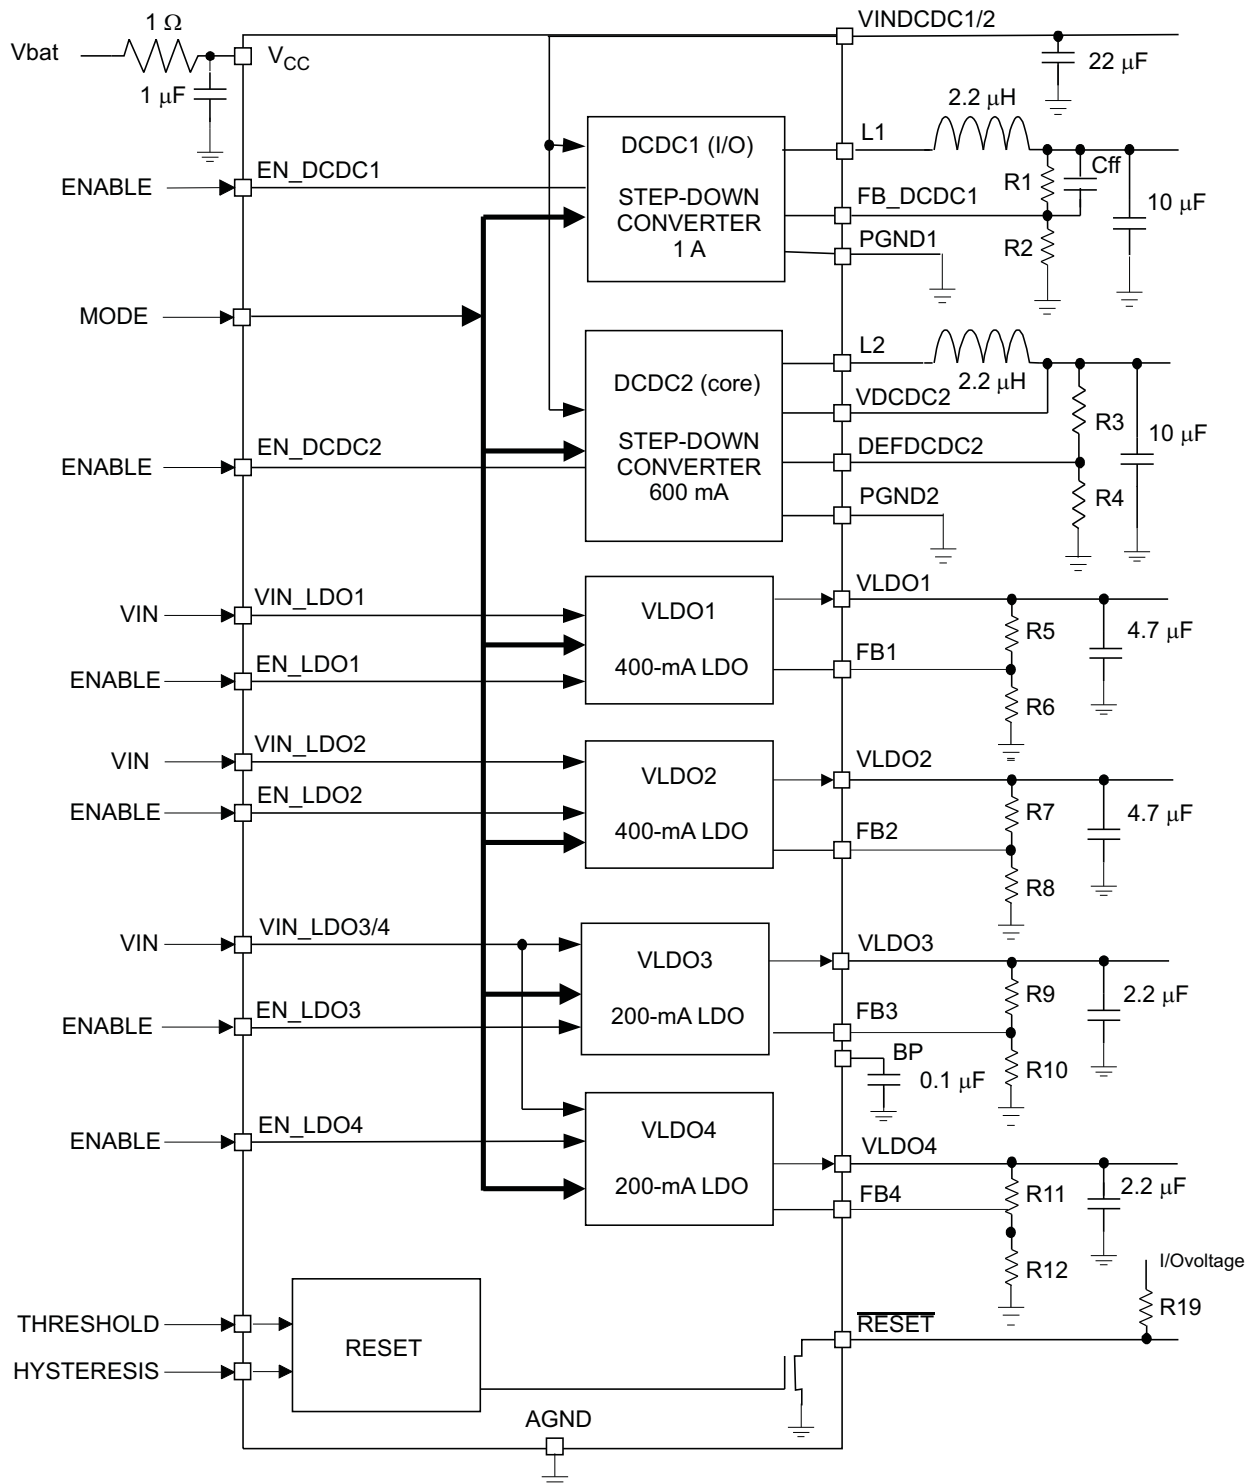 1 Ω
Vbat
V_CC
1 μF
VINDCDC1/2
22 μF
2.2 μH
L1
DCDC1 (I/O)
STEP-DOWN
CONVERTER
1 A
ENABLE
EN_DCDC1
FB_DCDC1
R1
Cff
10 μF
PGND1
R2
MODE
L2
2.2 μH
DCDC2 (core)
STEP-DOWN
CONVERTER
600 mA
VDCDC2
R3
10 μF
ENABLE
EN_DCDC2
DEFDCDC2
R4
PGND2
VIN
VIN_LDO1
VLDO1
400-mA LDO
VLDO1
R5
4.7 μF
ENABLE
EN_LDO1
FB1
R6
VIN
VIN_LDO2
VLDO2
400-mA LDO
VLDO2
R7
4.7 μF
ENABLE
EN_LDO2
FB2
R8
VIN
VIN_LDO3/4
VLDO3
200-mA LDO
VLDO3
R9
2.2 μF
ENABLE
EN_LDO3
FB3
R10
BP
0.1 μF
ENABLE
EN_LDO4
VLDO4
200-mA LDO
VLDO4
R11
2.2 μF
FB4
R12
I/Ovoltage
R19
THRESHOLD
HYSTERESIS
RESET
RESET
AGND